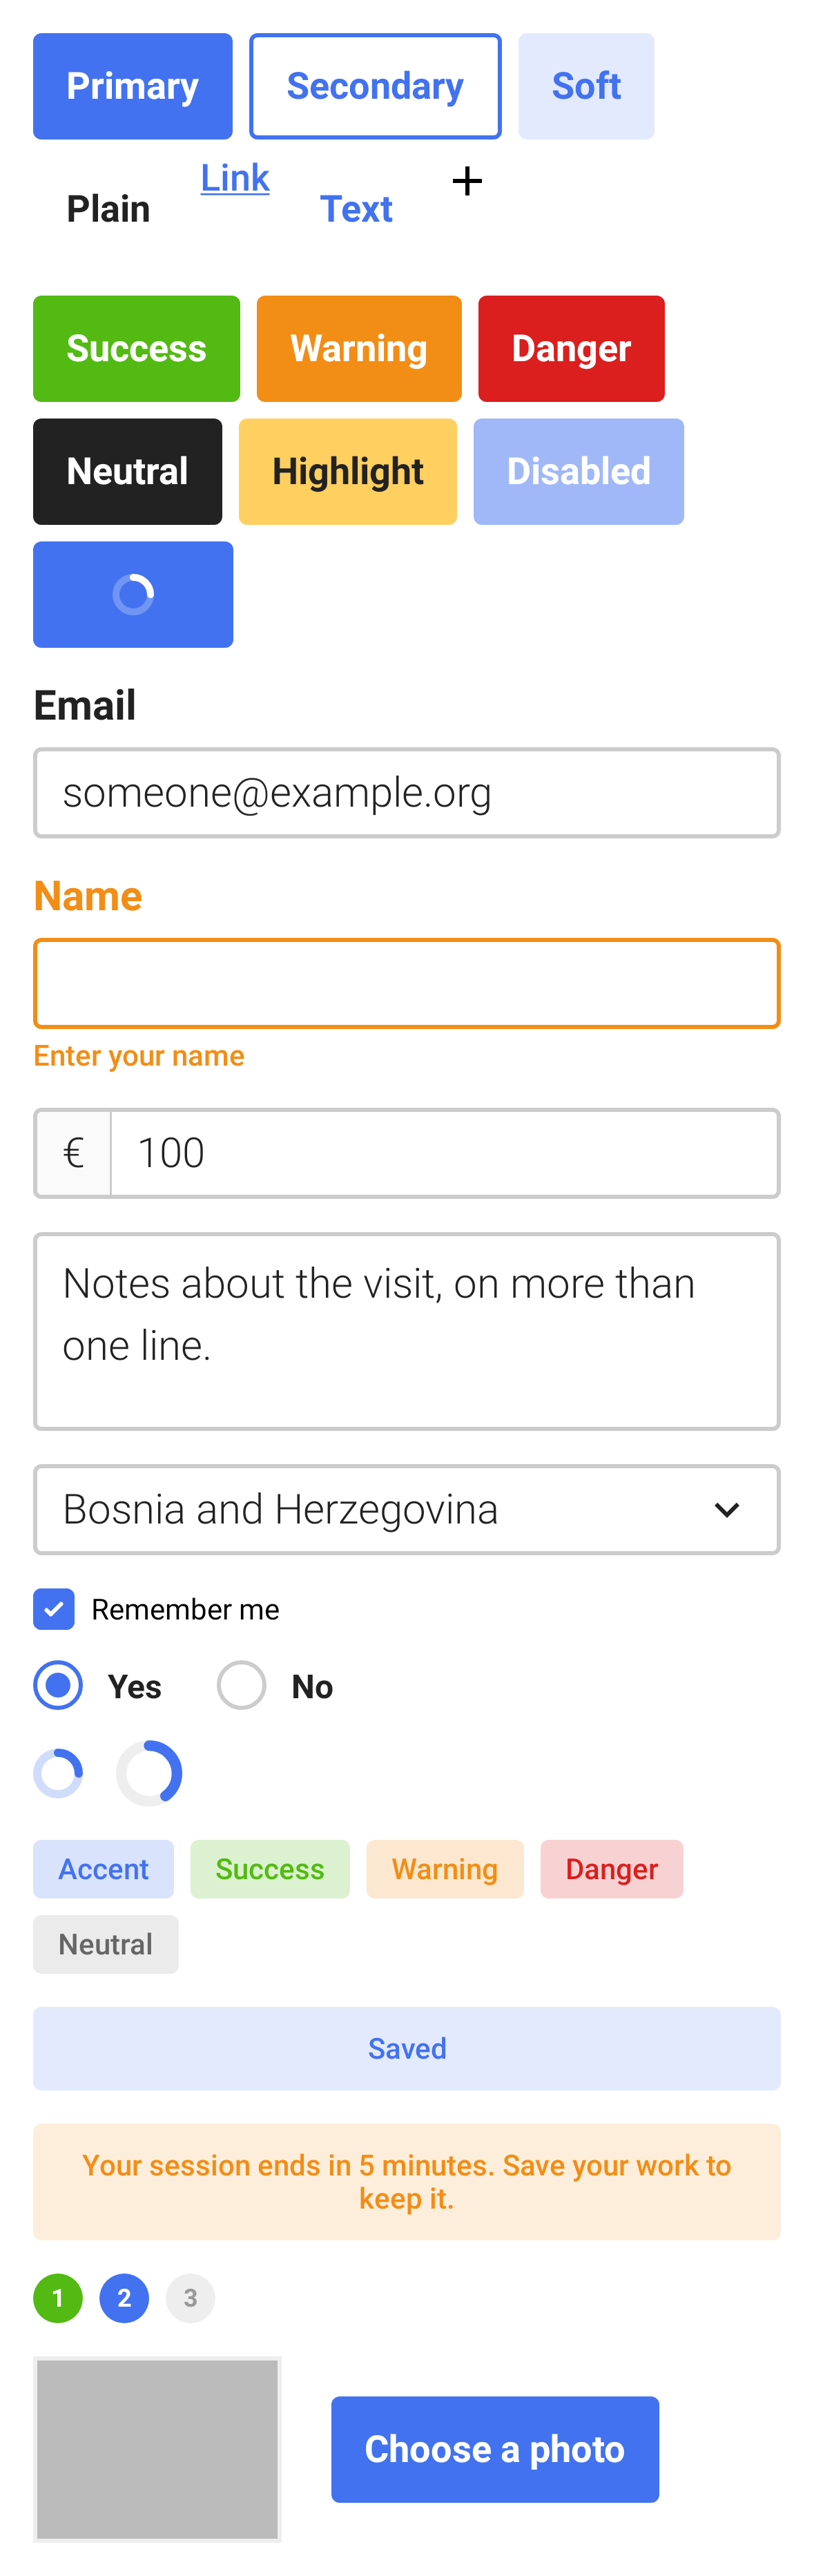 Primary Secondary Soft
Plain Link Text +
Success Warning Danger
Neutral Highlight Disabled
Email
someone@example.org
Name
Enter your name
€ 100
Notes about the visit, on more than
one line.
Bosnia and Herzegovina
Remember me
Yes No
Accent Success Warning Danger
Neutral
Saved
Your session ends in 5 minutes. Save your work to
keep it.
1 2 3
Choose a photo